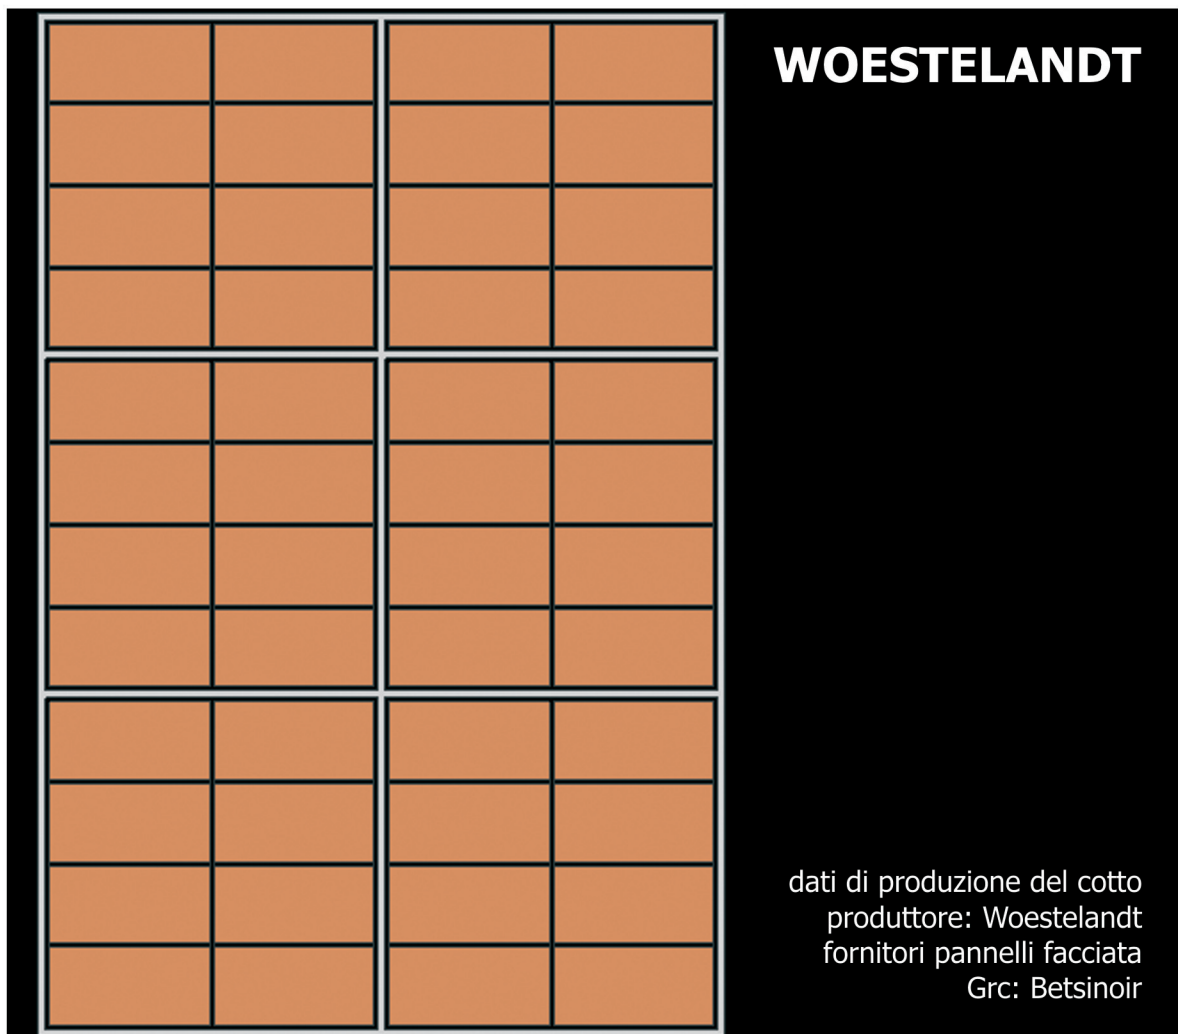 WOESTELANDT
dati di produzione del cotto
produttore: Woestelandt
fornitori pannelli facciata
Grc: Betsinoir